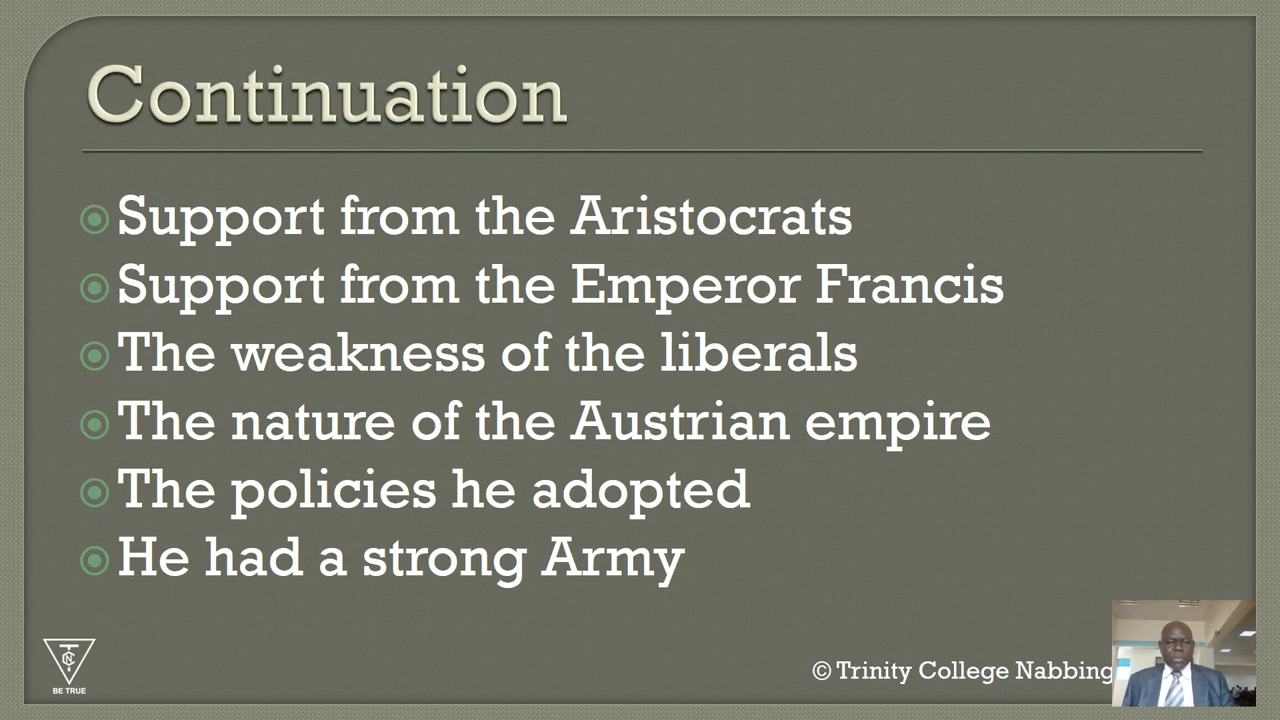 Continuation
Support from the Aristocrats
Support from the Emperor Francis
The weakness of the liberals
The nature of the Austrian empire
The policies he adopted
He had a strong Army
BE TRUE
© Trinity College Nabbing